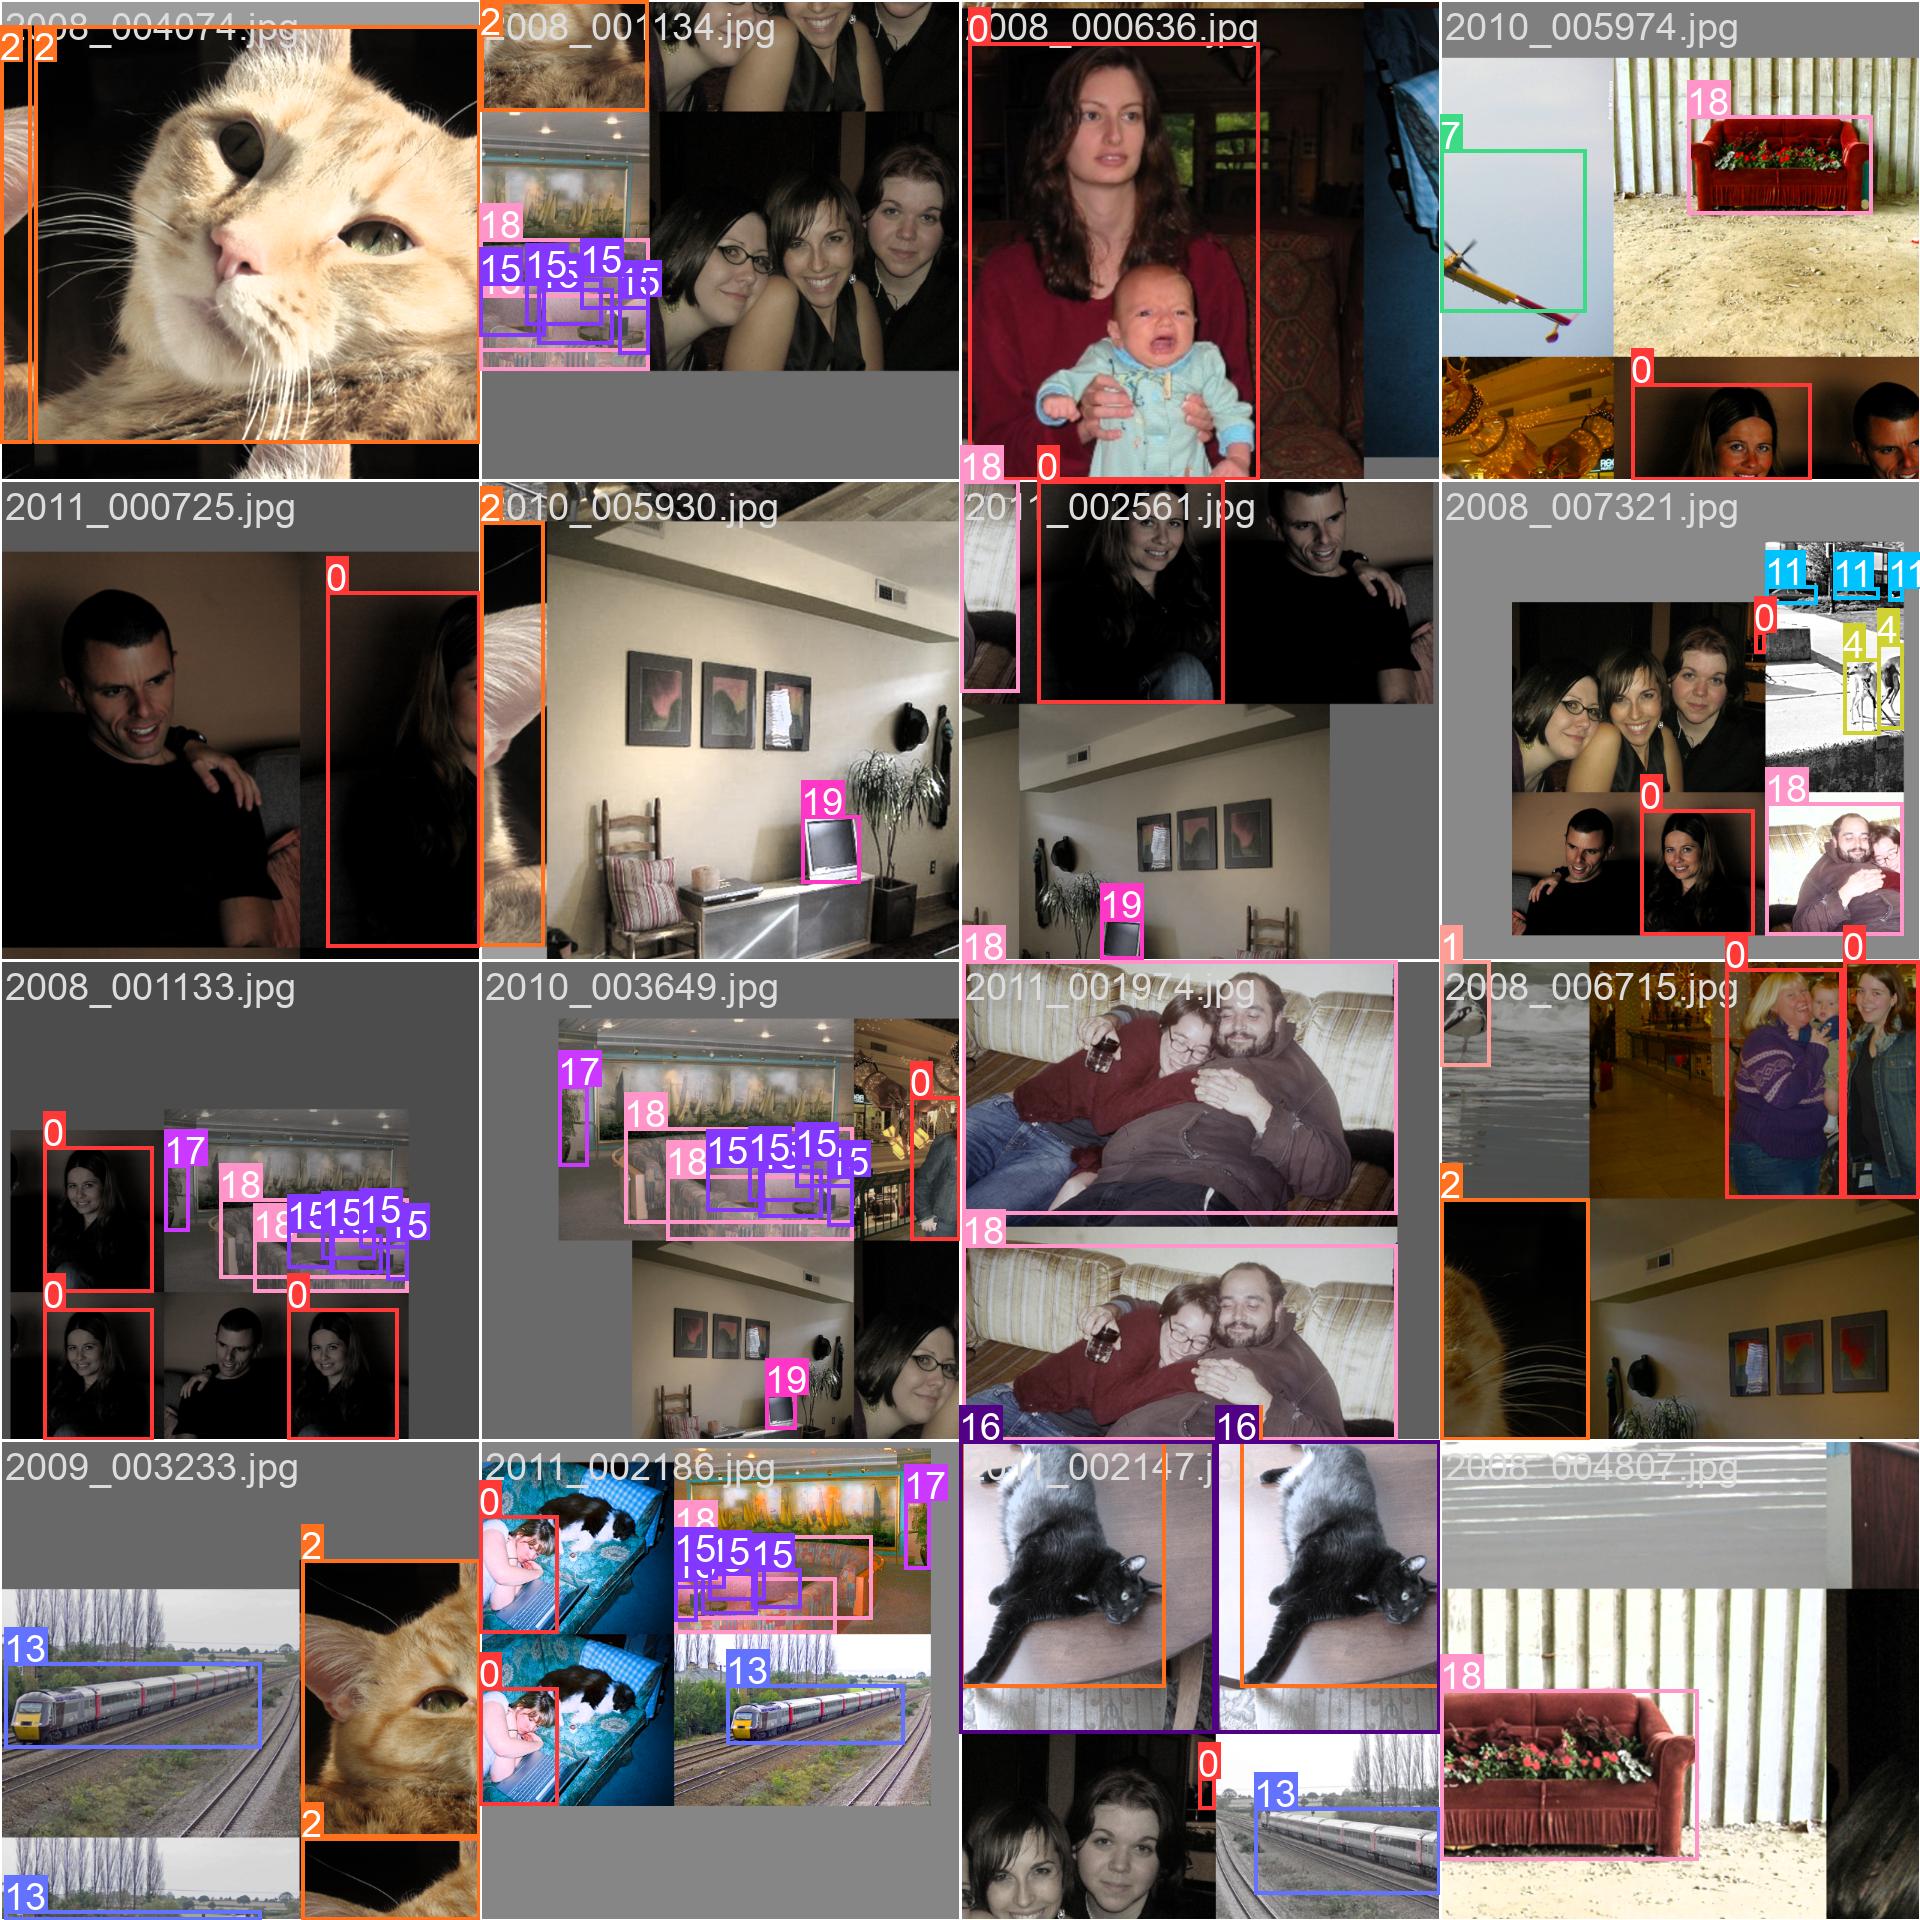 2008_004074.jpg
2008_001134.jpg
2008_000636.jpg
2010_005974.jpg
2 2
2
18
15 15 15 15
0
18 0
7
18
0
2011_000725.jpg
2010_005930.jpg
2011_002561.jpg
2008_007321.jpg
0
2
19
19
18
11 11 11
0
4 4
0
18
1
2008_001133.jpg
2010_003649.jpg
2011_001974.jpg
2008_006715.jpg
0
17
18
18 15 15 15 15
0 0
17
18
18 15 15 15 15
0
19
18
0 0
2
2009_003233.jpg
2011_002186.jpg
2011_002147.j
2008_004807.jpg
2
13
2
13
0
18
17
15 15 15
0
13
16 16
0
13
18